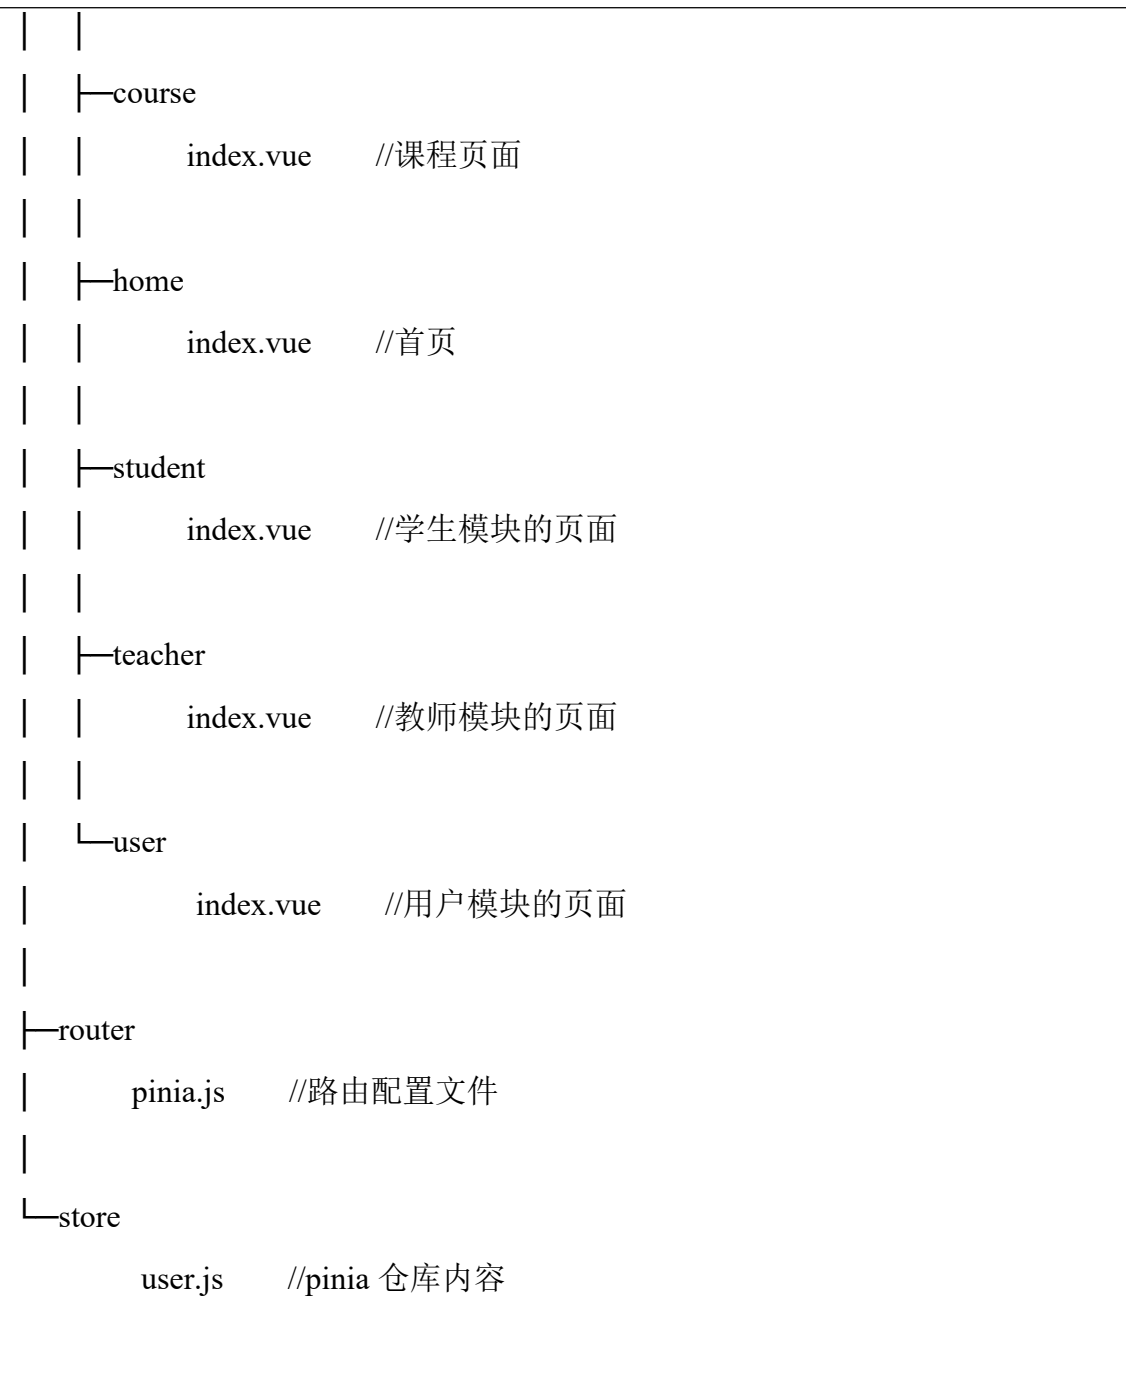 │ │
│ ├─course
│ │ index.vue //课程页面
│ │
│ ├─home
│ │ index.vue //首页
│ │
│ ├─student
│ │ index.vue //学生模块的页面
│ │
│ ├─teacher
│ │ index.vue //教师模块的页面
│ │
│ └─user
│ index.vue //用户模块的页面
│
├─router
│ pinia.js //路由配置文件
│
└─store
user.js //pinia 仓库内容